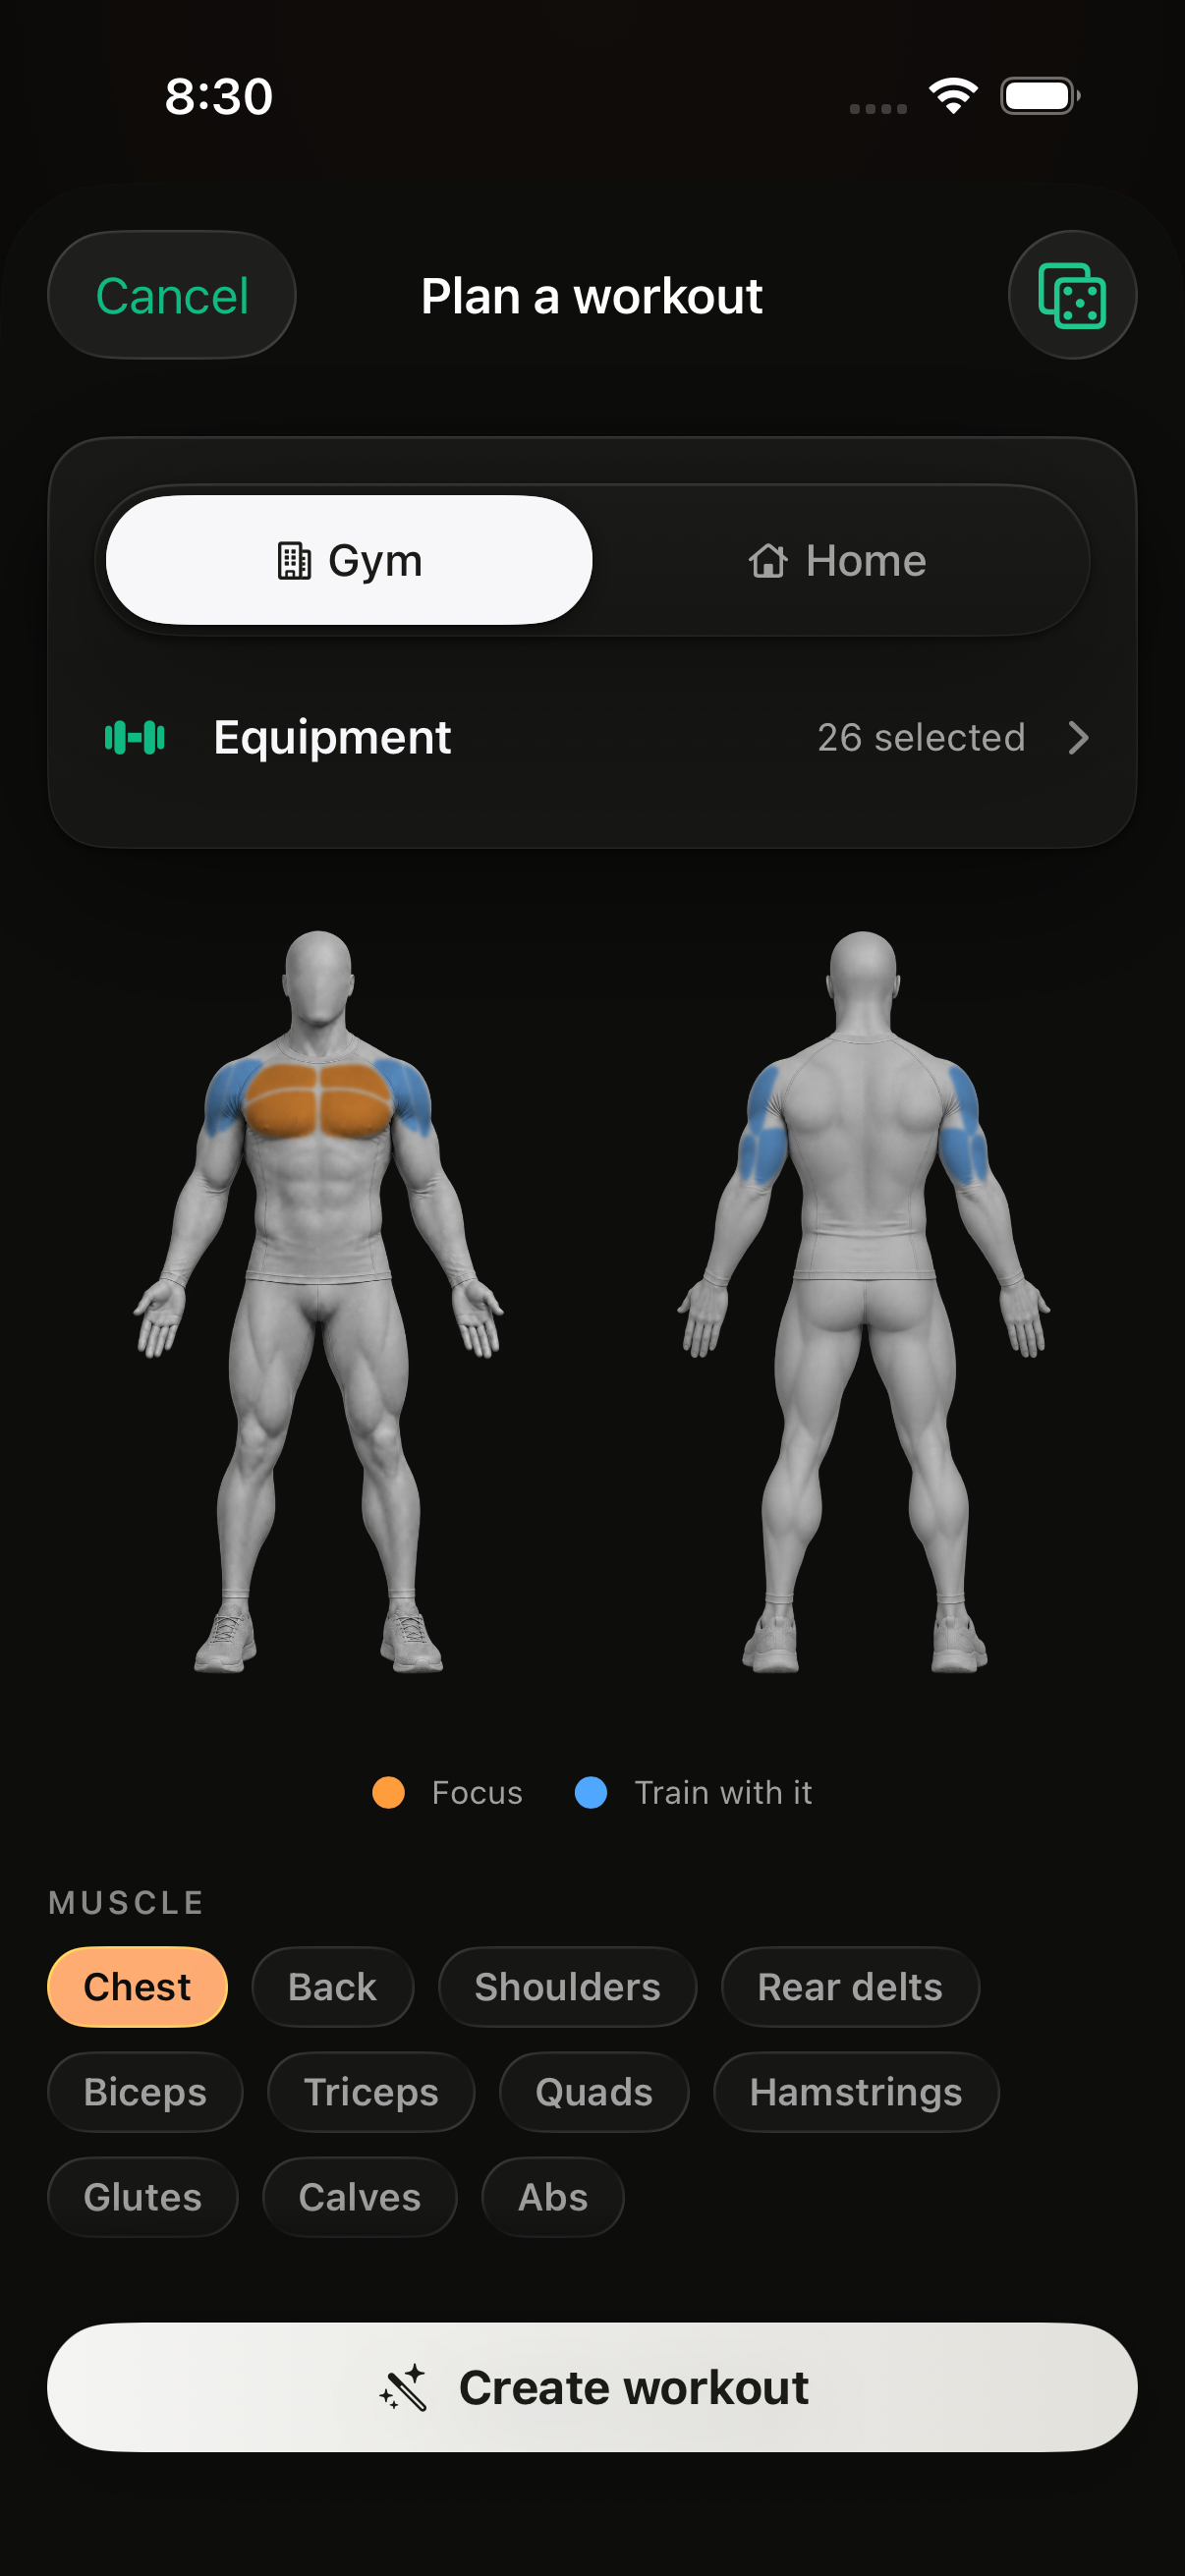 8:30
Cancel
Plan a workout
Gym
Home
Equipment
26 selected
Focus
Train with it
MUSCLE
Chest
Back
Shoulders
Rear delts
Biceps
Triceps
Quads
Hamstrings
Glutes
Calves
Abs
Create workout